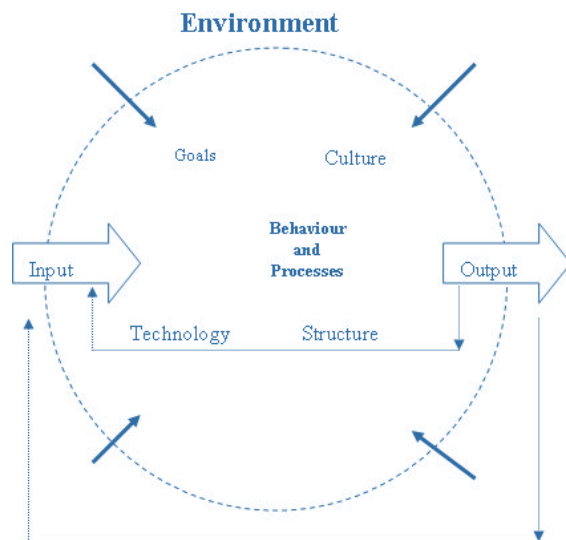 Environment
Goals
Culture
Behaviour
and
Processes
Input
Output
Technology
Structure